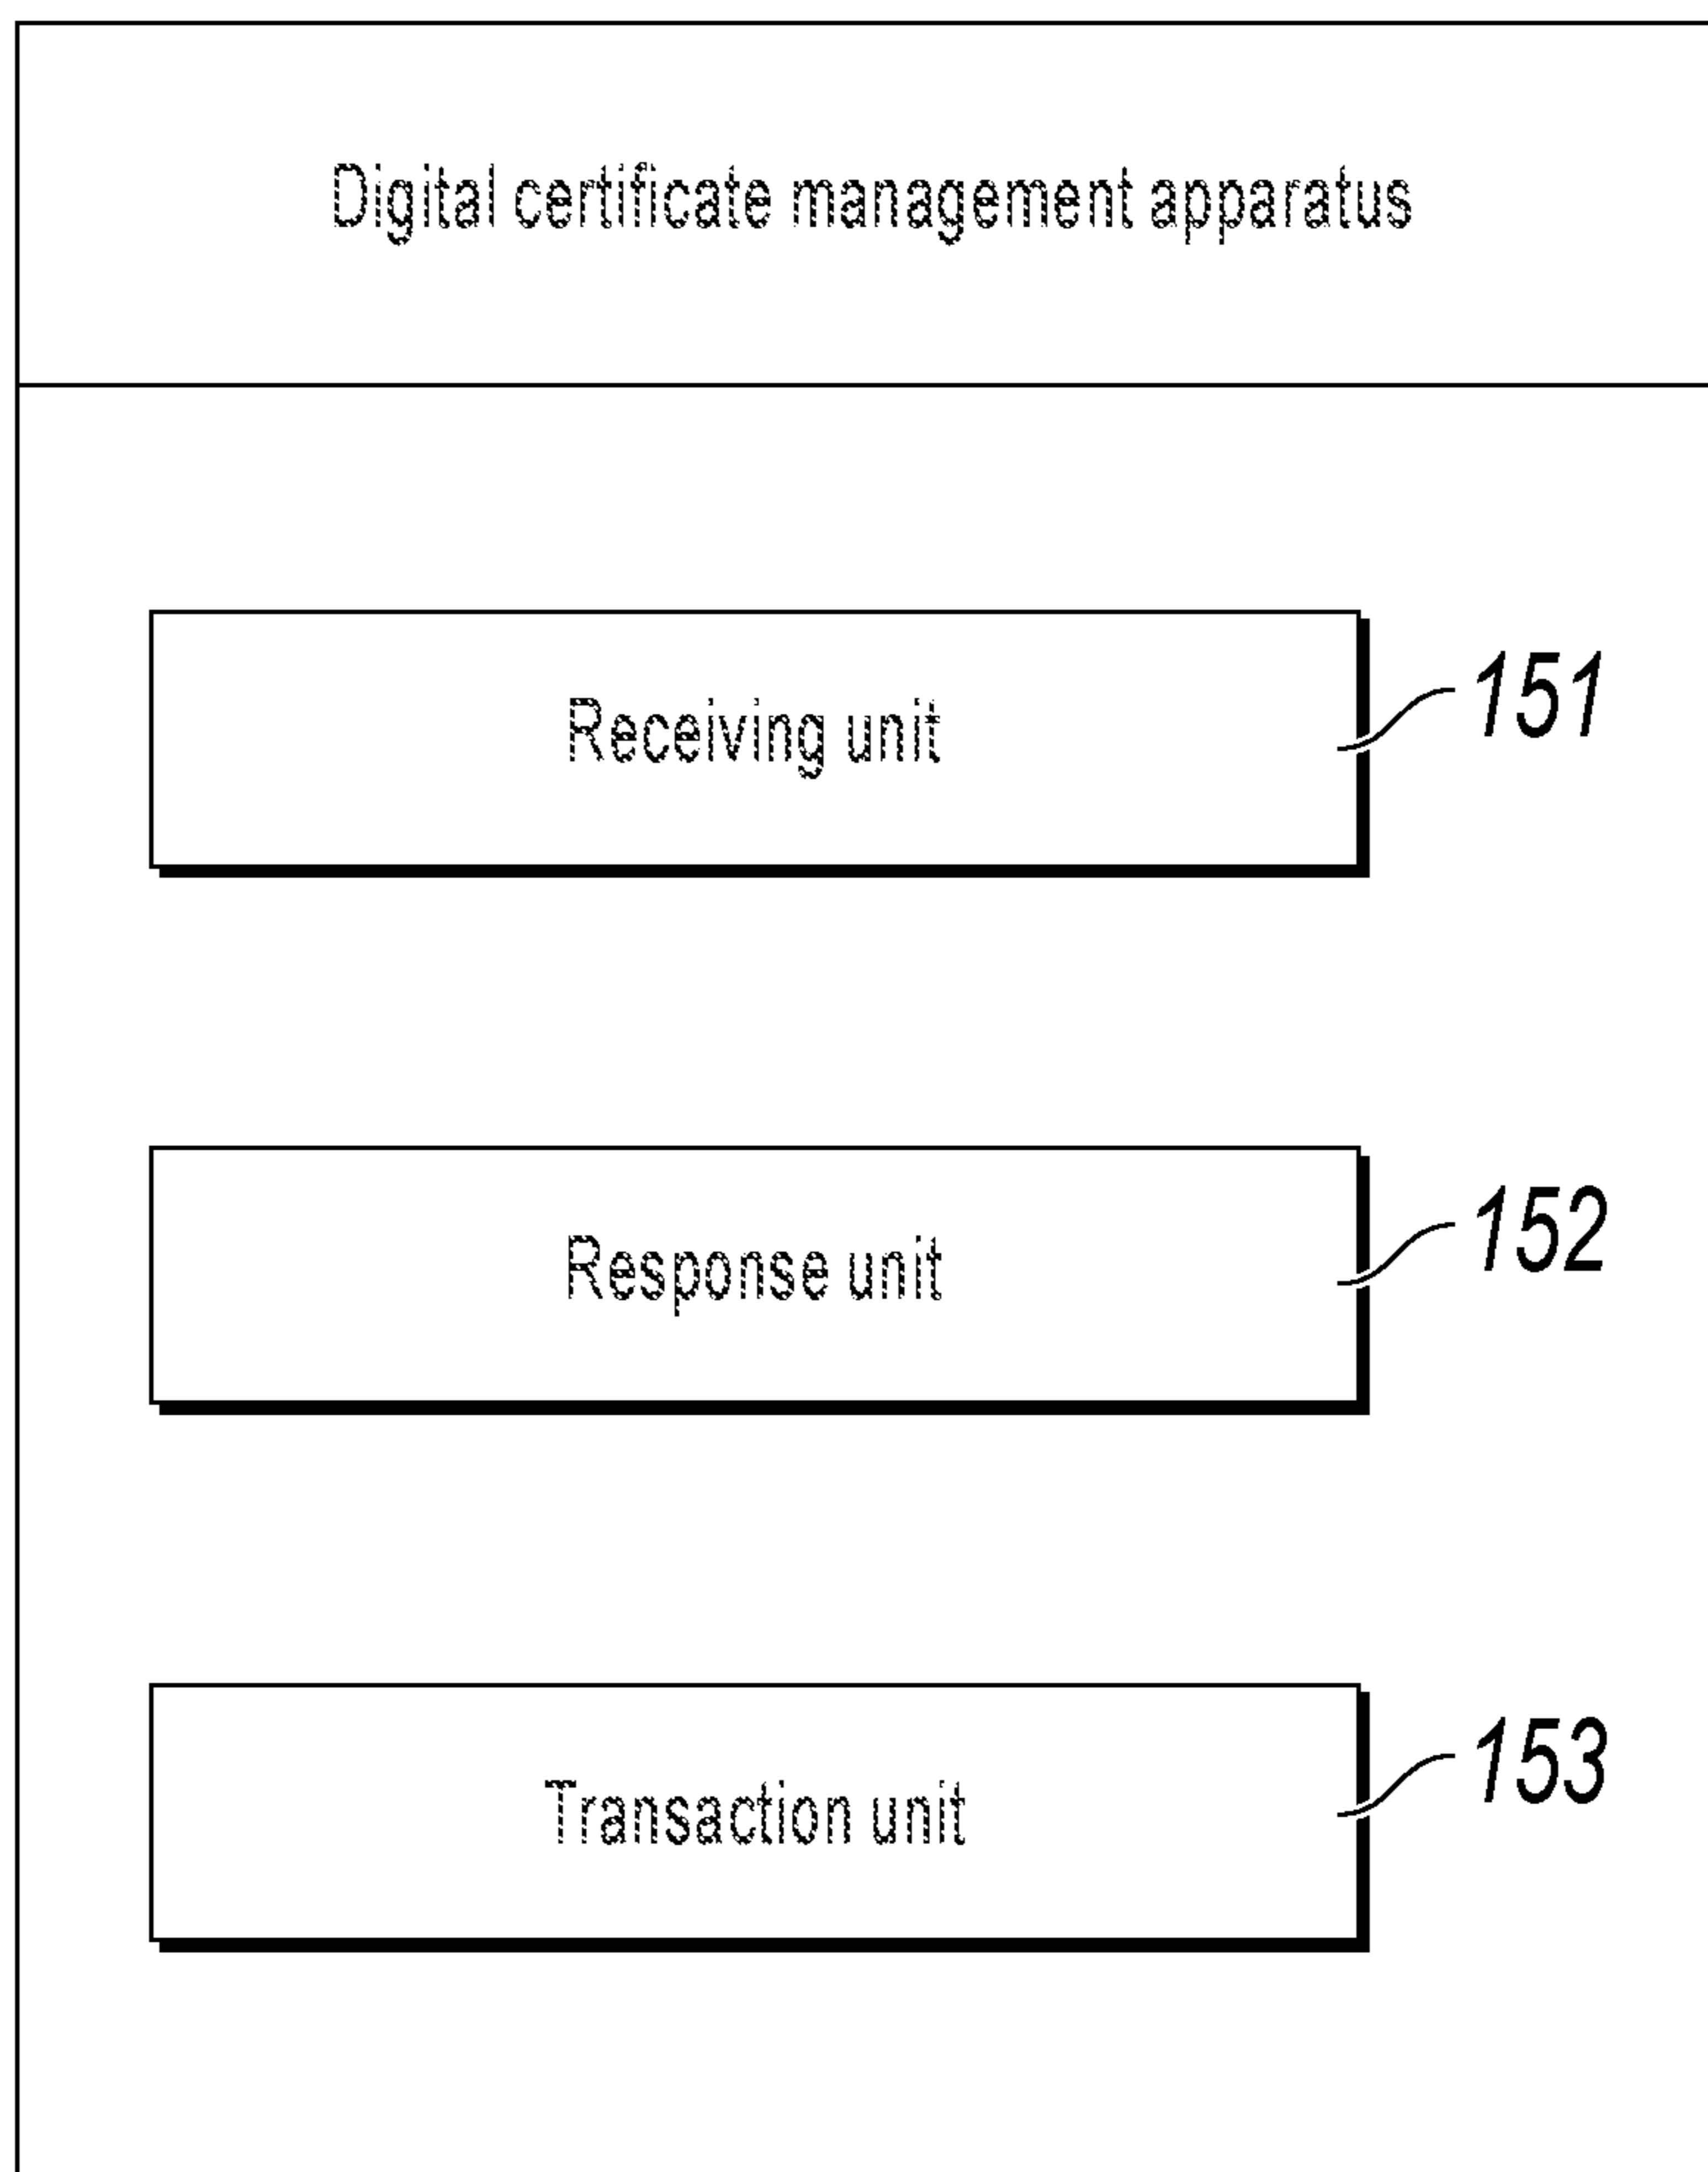 Digital certificate management apparatus
Receiving unit
151
Response unit
152
Transaction unit
153